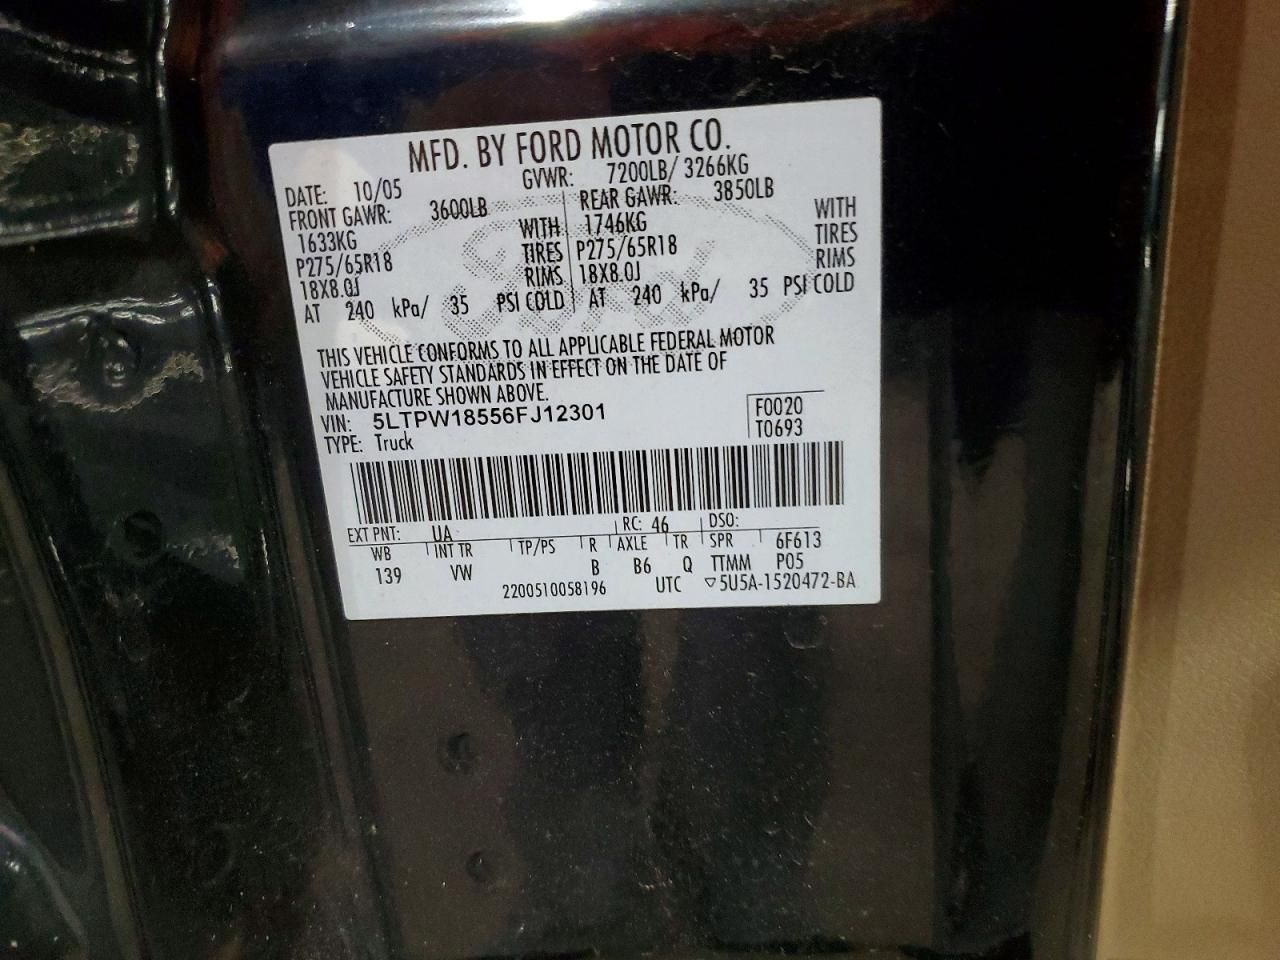 MFD. BY FORD MOTOR CO.
DATE: 10/05 GVWR: 7200LB/ 3266KG
FRONT GAWR: 3600LB REAR GAWR: 3850LB
1633KG WITH 1746KG WITH
P275/65R18 TIRES P275/65R18 TIRES
18X8.0J RIMS 18X8.0J RIMS
AT 240 kPa/ 35 PSI COLD AT 240 kPa/ 35 PSI COLD
THIS VEHICLE CONFORMS TO ALL APPLICABLE FEDERAL MOTOR
VEHICLE SAFETY STANDARDS IN EFFECT ON THE DATE OF
MANUFACTURE SHOWN ABOVE.
VIN: 5LTPW18556FJ12301 F0020
TYPE: Truck T0693
EXT PNT: UA RC: 46 DSO:
WB INT TR TP/PS R AXLE TR SPR 6F613
139 VW B B6 Q TTMM P05
2200510058196 UTC ▽5U5A-1520472-BA